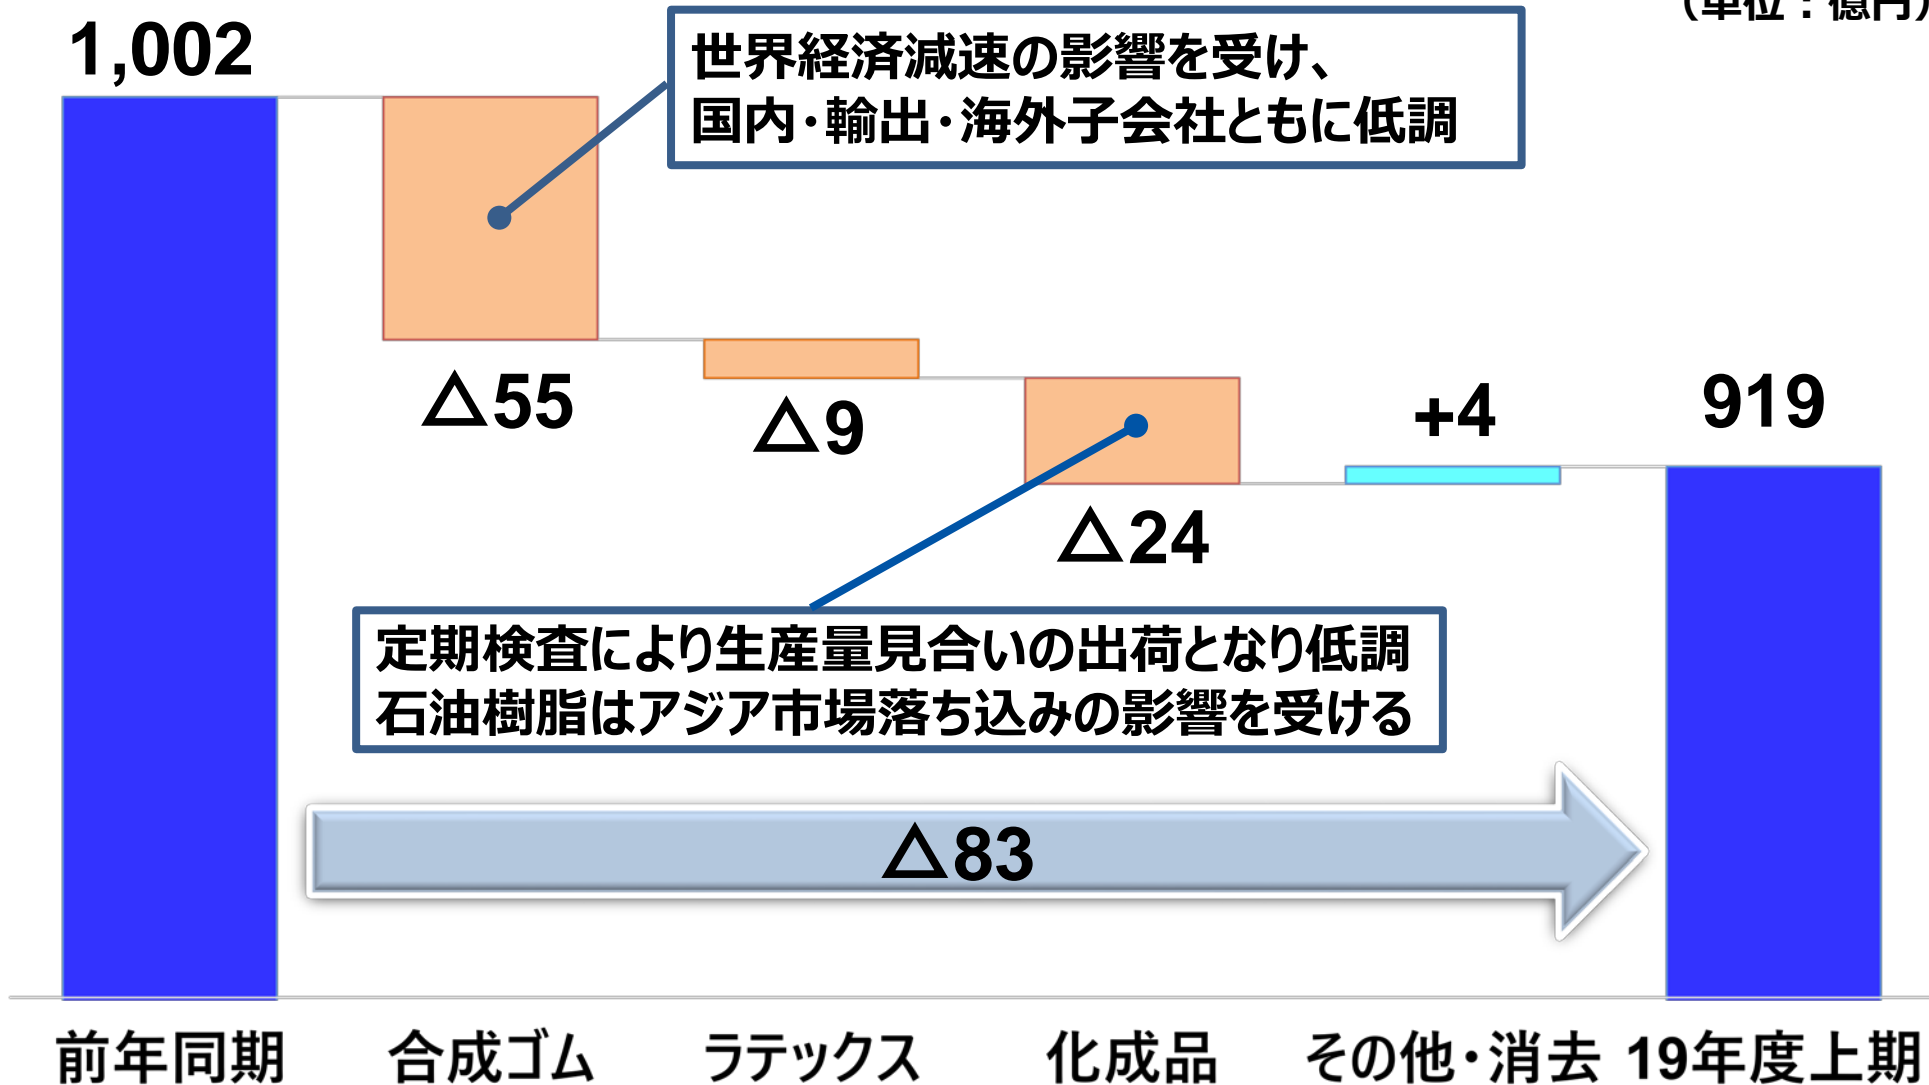 (単位：億円)
1,002
世界経済減速の影響を受け、
国内・輸出・海外子会社ともに低調
△55
△9
△24
+4
919
定期検査により生産量見合いの出荷となり低調
石油樹脂はアジア市場落ち込みの影響を受ける
△83
前年同期
合成ゴム
ラテックス
化成品
その他・消去
19年度上期